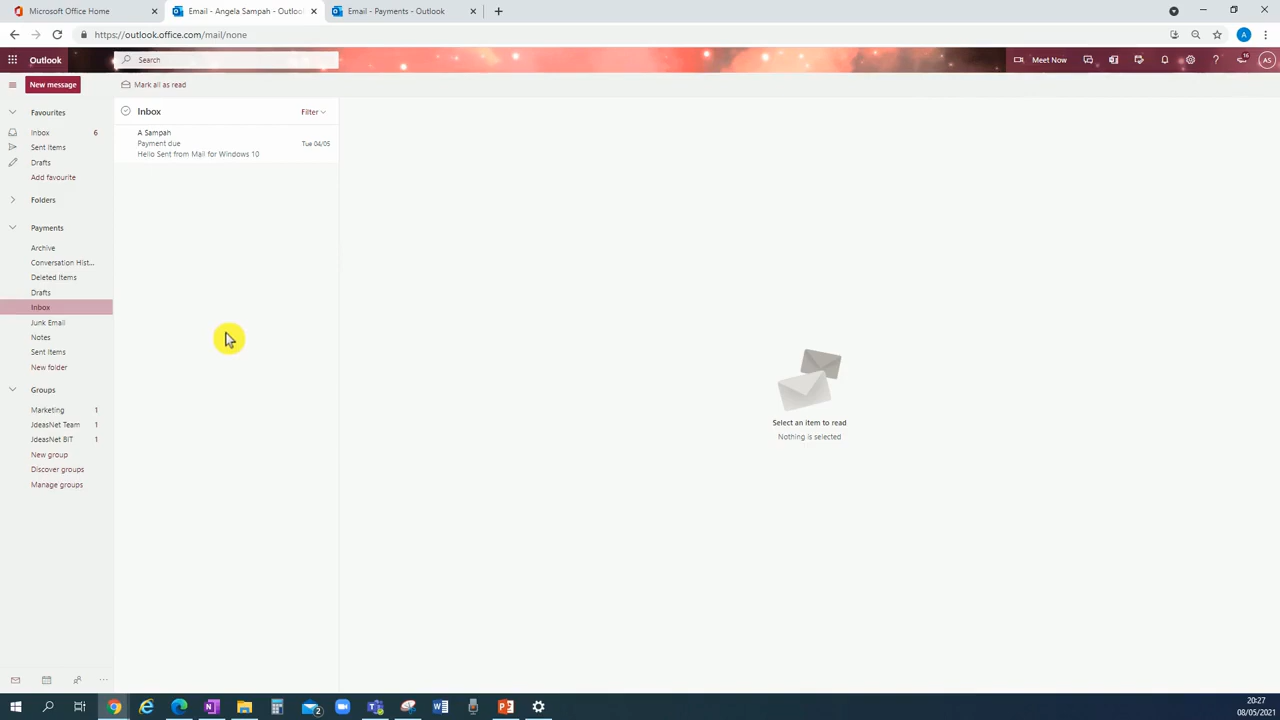 Microsoft Office Home
Email - Angela Sampah - Outloo
Email - Payments - Outlook
https://outlook.office.com/mail/none
A
Outlook
Search
Meet Now
AS
New message
Mark all as read
Favourites
Inbox 6
Sent Items
Drafts
Add favourite
Folders
Payments
Archive
Conversation Hist...
Deleted Items
Drafts
Inbox
Junk Email
Notes
Sent Items
New folder
Groups
Marketing 1
JdeasNet Team 1
JdeasNet BIT 1
New group
Discover groups
Manage groups
Inbox
Filter
A Sampah
Payment due Tue 04/05
Hello Sent from Mail for Windows 10
Select an item to read
Nothing is selected
20:27
08/05/2021